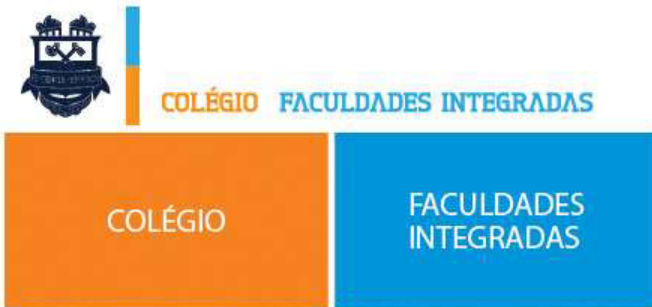 COLÉGIO FACULDADES INTEGRADAS
COLÉGIO
FACULDADES
INTEGRADAS